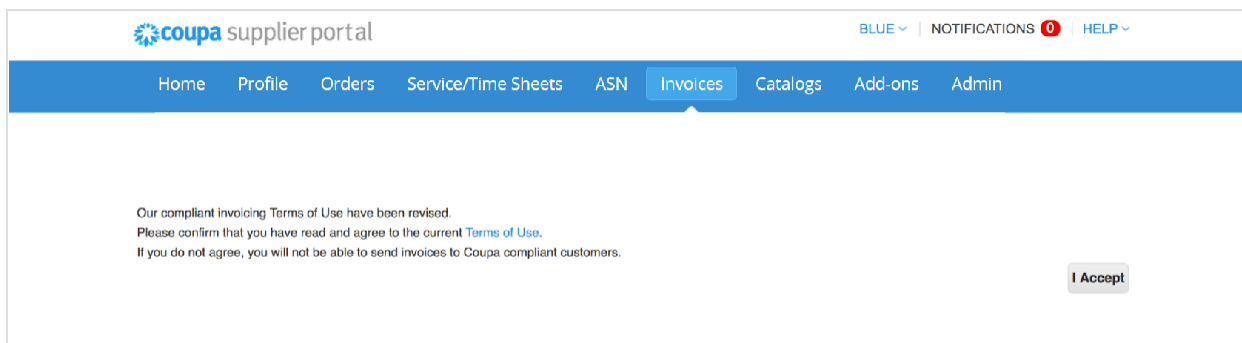 coupa supplier portal
BLUE NOTIFICATIONS 0 HELP
Home Profile Orders Service/Time Sheets ASN Invoices Catalogs Add-ons Admin
Our compliant invoicing Terms of Use have been revised.
Please confirm that you have read and agree to the current Terms of Use.
If you do not agree, you will not be able to send invoices to Coupa compliant customers.
I Accept